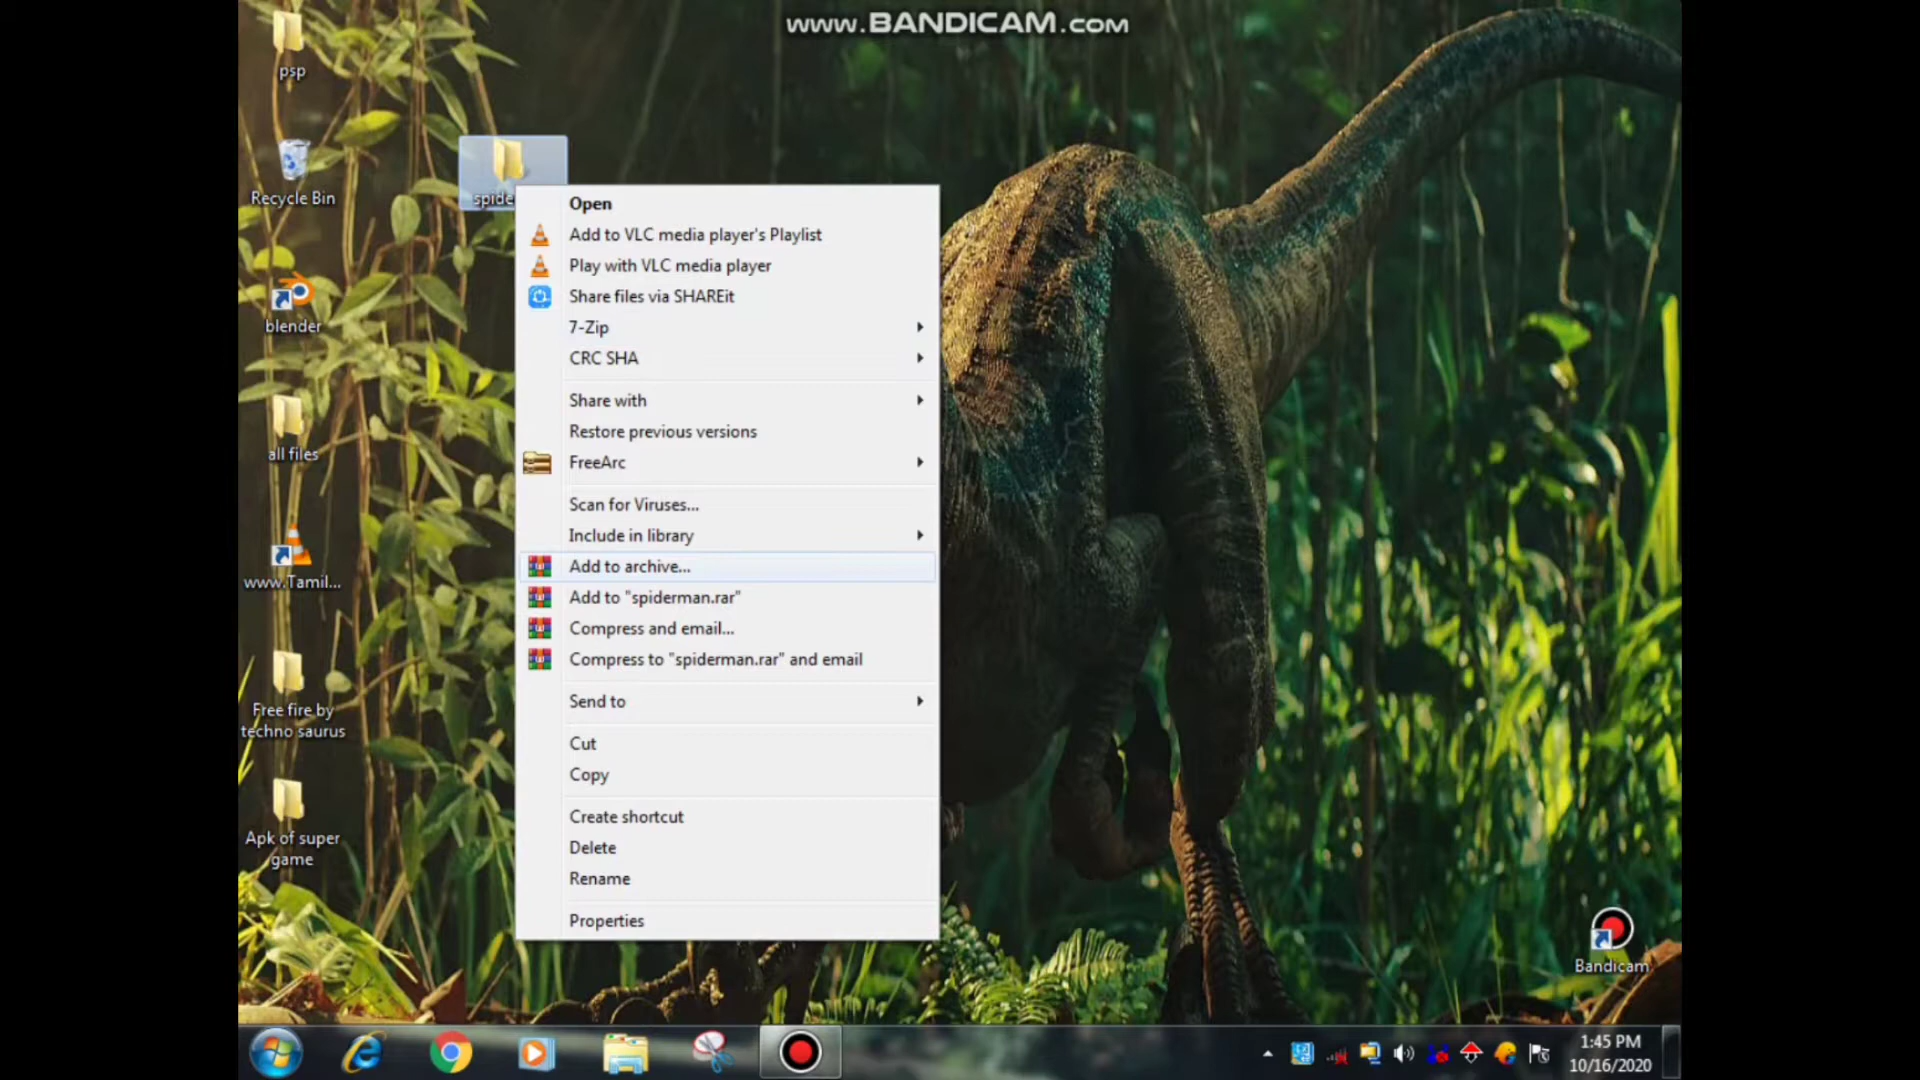 www.BANDICAM.com
psp
Recycle Bin
spide
blender
all files
www.Tamil...
Free fire by
techno saurus
Apk of super
game
Open
Add to VLC media player's Playlist
Play with VLC media player
Share files via SHAREit
7-Zip
CRC SHA
Share with
Restore previous versions
FreeArc
Scan for Viruses...
Include in library
Add to archive...
Add to "spiderman.rar"
Compress and email...
Compress to "spiderman.rar" and email
Send to
Cut
Copy
Create shortcut
Delete
Rename
Properties
Bandicam
1:45 PM
10/16/2020